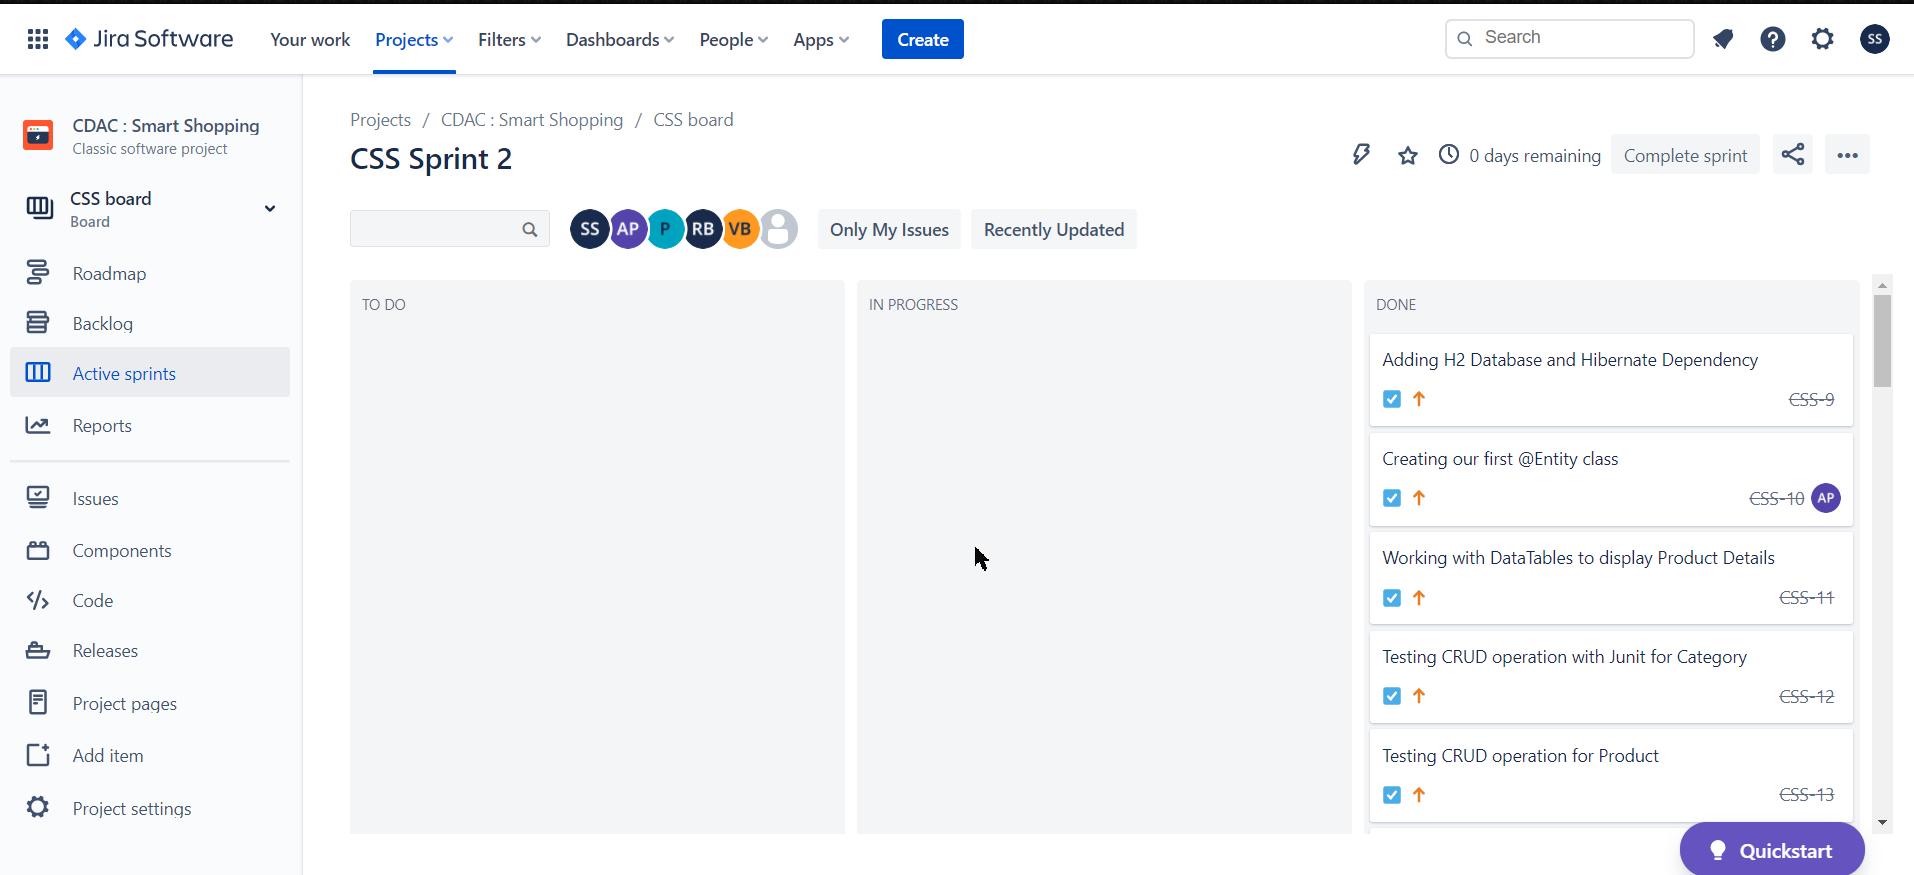 Jira Software
Your work
Projects
Filters
Dashboards
People
Apps
Create
Search
SS
CDAC : Smart Shopping
Classic software project
CSS board
Board
Roadmap
Backlog
Active sprints
Reports
Issues
Components
Code
Releases
Project pages
Add item
Project settings
Projects / CDAC : Smart Shopping / CSS board
CSS Sprint 2
0 days remaining
Complete sprint
SS AP P RB VB
Only My Issues
Recently Updated
TO DO
IN PROGRESS
DONE
Adding H2 Database and Hibernate Dependency
CSS-9
Creating our first @Entity class
CSS-10 AP
Working with DataTables to display Product Details
CSS-11
Testing CRUD operation with Junit for Category
CSS-12
Testing CRUD operation for Product
CSS-13
Quickstart